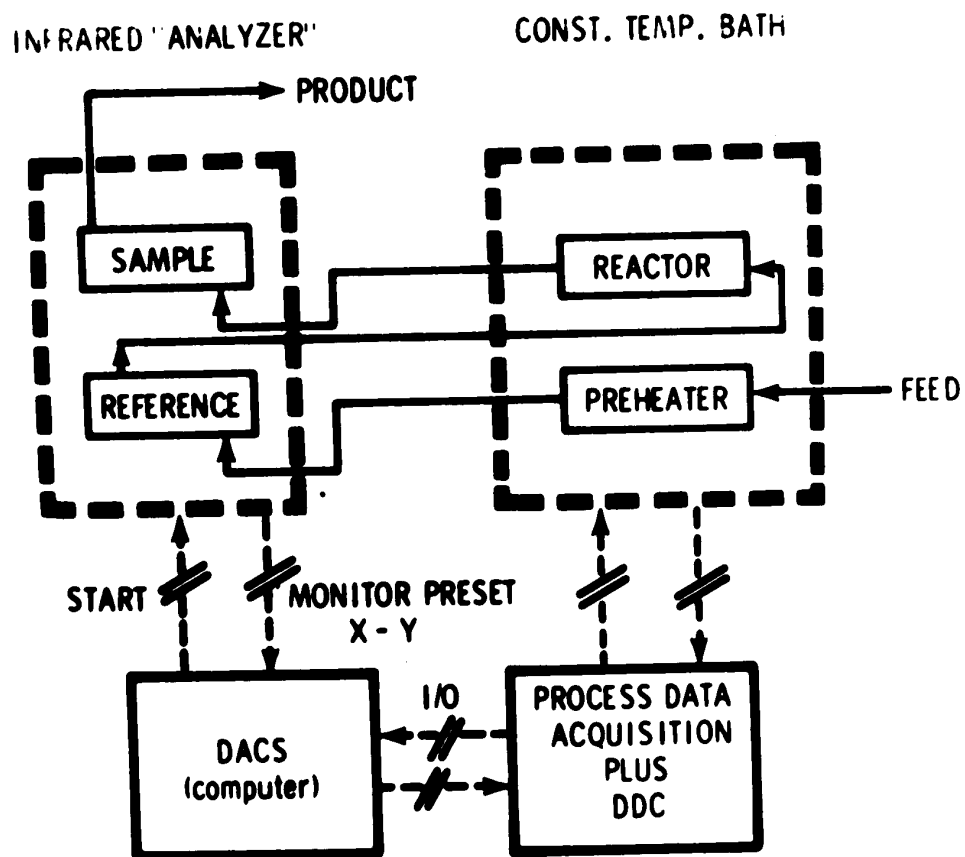 INFRARED "ANALYZER"
CONST. TEMP. BATH
PRODUCT
SAMPLE
REACTOR
REFERENCE
PREHEATER
FEED
START
MONITOR PRESET
X - Y
I/O
DACS
(computer)
PROCESS DATA
ACQUISITION
PLUS
DDC